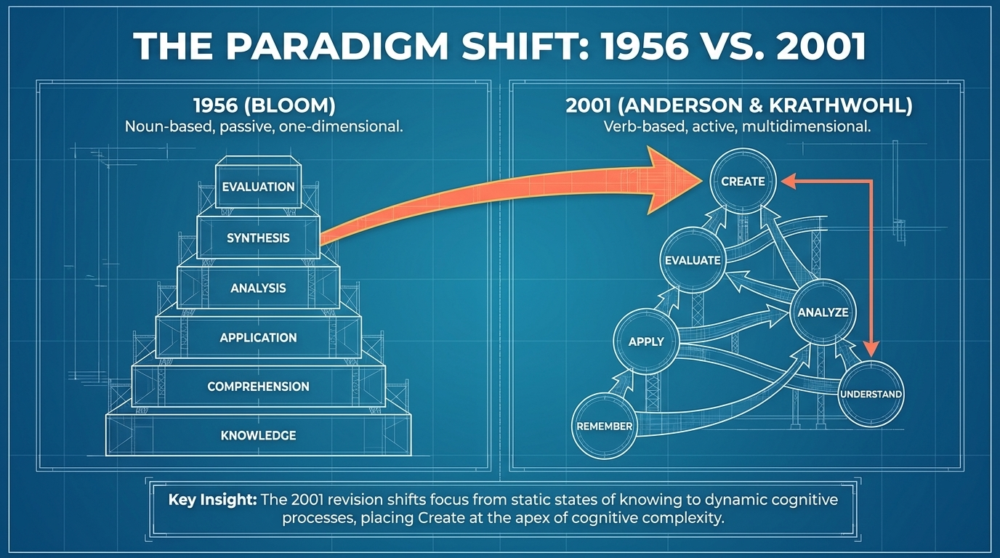 THE PARADIGM SHIFT: 1956 VS. 2001
1956 (BLOOM)
Noun-based, passive, one-dimensional.
EVALUATION
SYNTHESIS
ANALYSIS
APPLICATION
COMPREHENSION
KNOWLEDGE
2001 (ANDERSON & KRATHWOHL)
Verb-based, active, multidimensional.
CREATE
EVALUATE
ANALYZE
APPLY
UNDERSTAND
REMEMBER
Key Insight: The 2001 revision shifts focus from static states of knowing to dynamic cognitive
processes, placing Create at the apex of cognitive complexity.